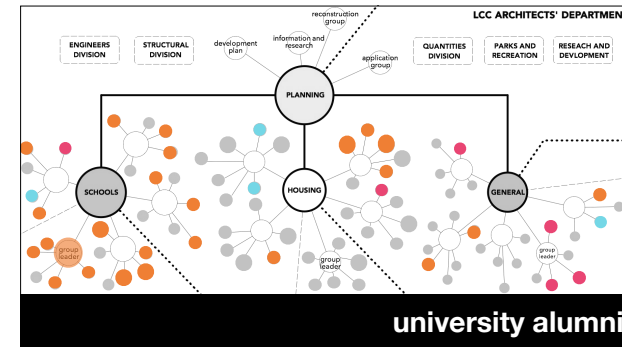 reconstruction
group
LCC ARCHITECTS' DEPARTMEN
ENGINEERS
DIVISION
STRUCTURAL
DIVISION
development
plan
information and
research
application
group
QUANTITIES
DIVISION
PARKS AND
RECREATION
RESEACH AND
DEVLOPMENT
PLANNING
SCHOOLS
HOUSING
GENERAL
group
leader
group
leader
group
leader
university alumni